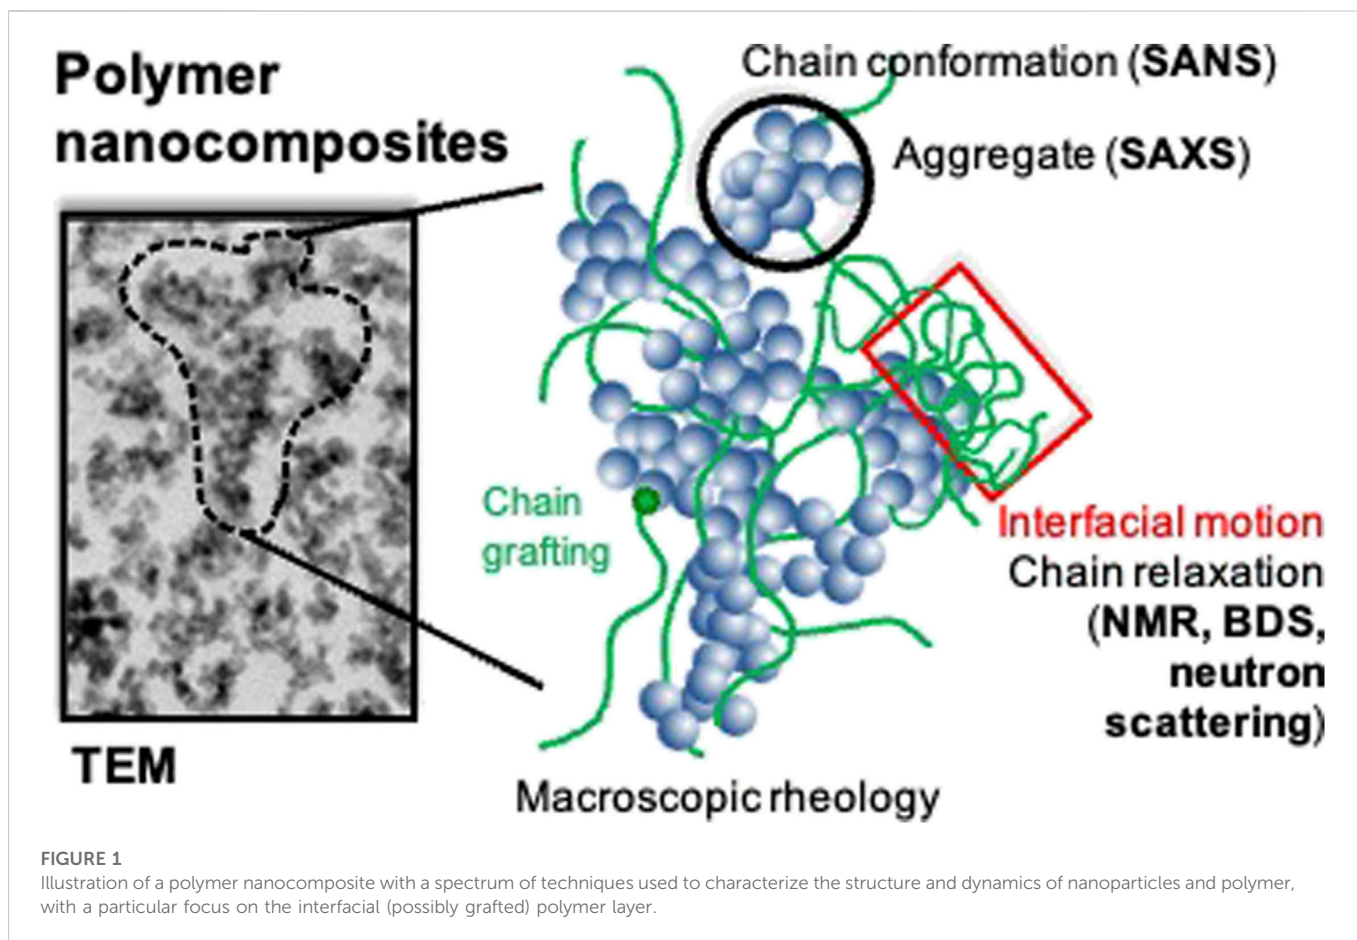 Polymer
nanocomposites
Chain conformation (SANS)
Aggregate (SAXS)
Chain
grafting
Interfacial motion
Chain relaxation
(NMR, BDS,
neutron
scattering)
TEM
Macroscopic rheology
FIGURE 1
Illustration of a polymer nanocomposite with a spectrum of techniques used to characterize the structure and dynamics of nanoparticles and polymer,
with a particular focus on the interfacial (possibly grafted) polymer layer.